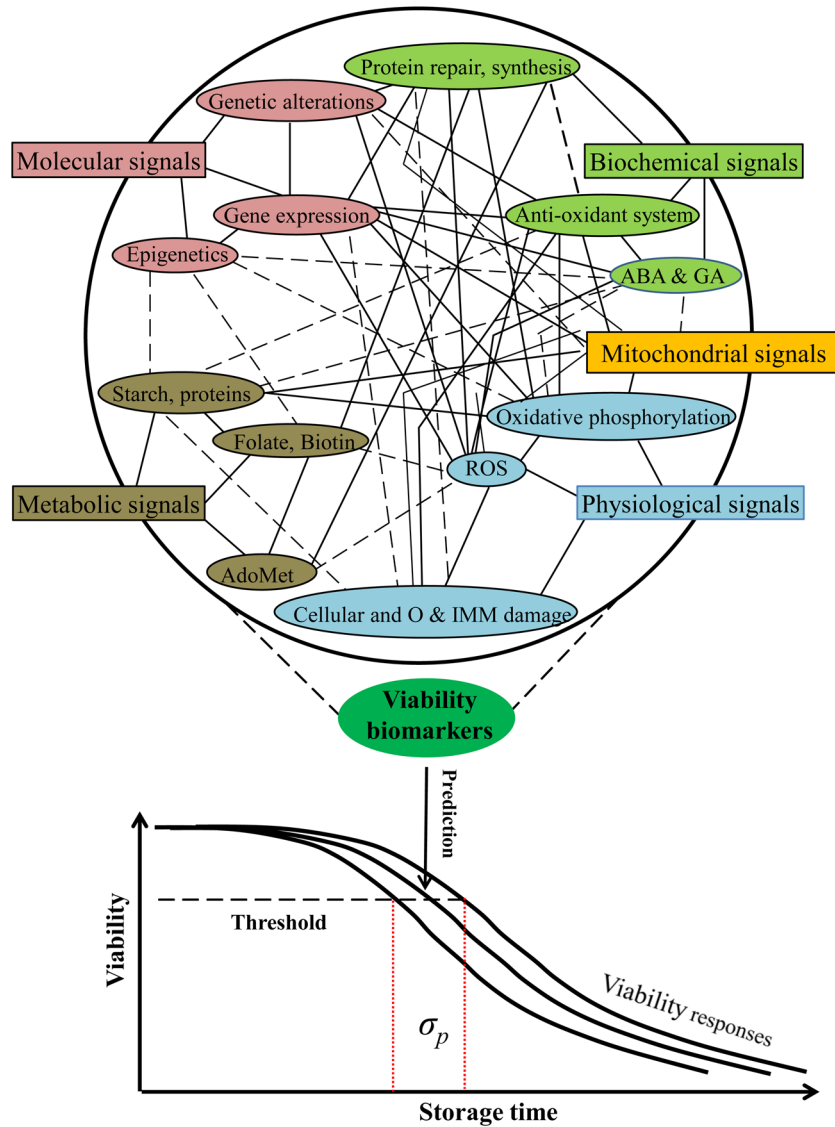 Protein repair, synthesis
Genetic alterations
Molecular signals
Biochemical signals
Gene expression
Anti-oxidant system
Epigenetics
ABA & GA
Mitochondrial signals
Starch, proteins
Oxidative phosphorylation
Folate, Biotin
ROS
Metabolic signals
Physiological signals
AdoMet
Cellular and O & IMM damage
Viability
biomarkers
Prediction
Viability
Threshold
Viability responses
σp
Storage time